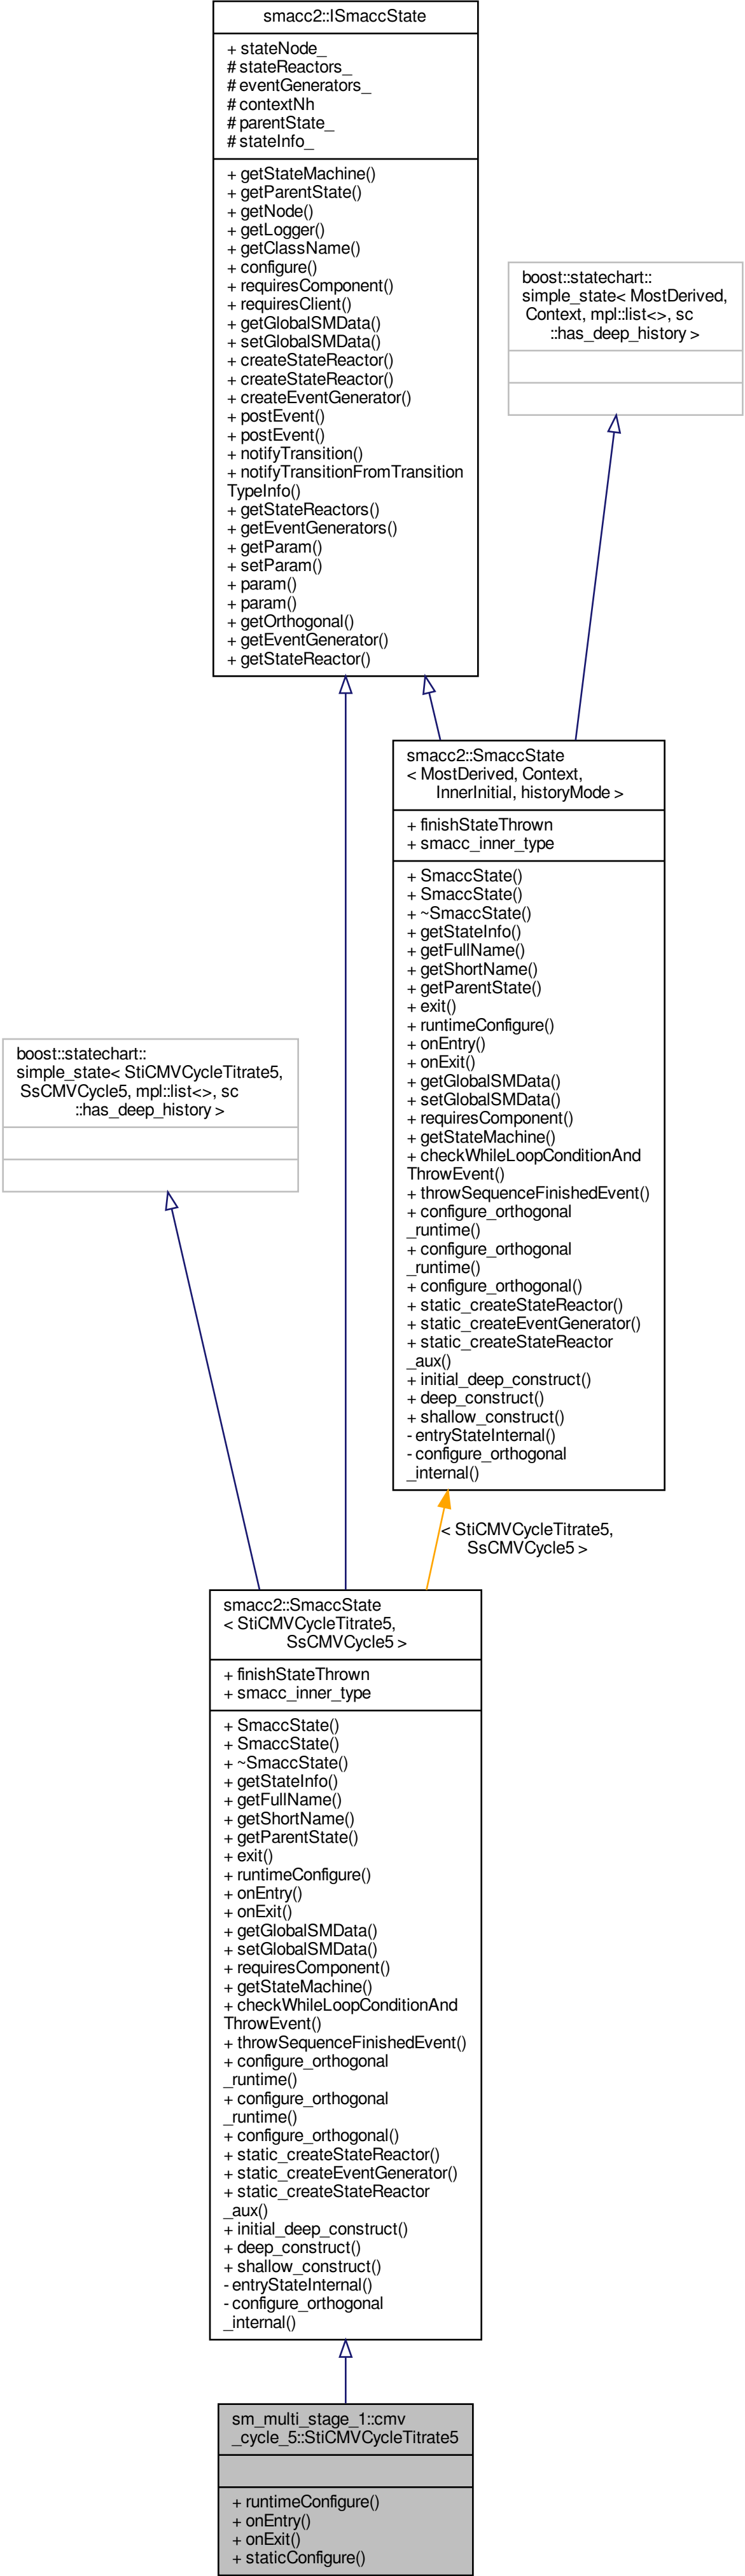 smacc2::ISmaccState
+ stateNode_
# stateReactors_
# eventGenerators_
# contextNh
# parentState_
# stateInfo_
+ getStateMachine()
+ getParentState()
+ getNode()
+ getLogger()
+ getClassName()
+ configure()
+ requiresComponent()
+ requiresClient()
+ getGlobalSMData()
+ setGlobalSMData()
+ createStateReactor()
+ createStateReactor()
+ createEventGenerator()
+ postEvent()
+ postEvent()
+ notifyTransition()
+ notifyTransitionFromTransition
TypeInfo()
+ getStateReactors()
+ getEventGenerators()
+ getParam()
+ setParam()
+ param()
+ param()
+ getOrthogonal()
+ getEventGenerator()
+ getStateReactor()
boost::statechart::
simple_state< MostDerived,
Context, mpl::list<>, sc
::has_deep_history >
smacc2::SmaccState
< MostDerived, Context,
InnerInitial, historyMode >
+ finishStateThrown
+ smacc_inner_type
+ SmaccState()
+ SmaccState()
+ ~SmaccState()
+ getStateInfo()
+ getFullName()
+ getShortName()
+ getParentState()
+ exit()
+ runtimeConfigure()
+ onEntry()
+ onExit()
+ getGlobalSMData()
+ setGlobalSMData()
+ requiresComponent()
+ getStateMachine()
+ checkWhileLoopConditionAnd
ThrowEvent()
+ throwSequenceFinishedEvent()
+ configure_orthogonal
_runtime()
+ configure_orthogonal
_runtime()
+ configure_orthogonal()
+ static_createStateReactor()
+ static_createEventGenerator()
+ static_createStateReactor
_aux()
+ initial_deep_construct()
+ deep_construct()
+ shallow_construct()
- entryStateInternal()
- configure_orthogonal
_internal()
boost::statechart::
simple_state< StiCMVCycleTitrate5,
SsCMVCycle5, mpl::list<>, sc
::has_deep_history >
< StiCMVCycleTitrate5,
SsCMVCycle5 >
smacc2::SmaccState
< StiCMVCycleTitrate5,
SsCMVCycle5 >
+ finishStateThrown
+ smacc_inner_type
+ SmaccState()
+ SmaccState()
+ ~SmaccState()
+ getStateInfo()
+ getFullName()
+ getShortName()
+ getParentState()
+ exit()
+ runtimeConfigure()
+ onEntry()
+ onExit()
+ getGlobalSMData()
+ setGlobalSMData()
+ requiresComponent()
+ getStateMachine()
+ checkWhileLoopConditionAnd
ThrowEvent()
+ throwSequenceFinishedEvent()
+ configure_orthogonal
_runtime()
+ configure_orthogonal
_runtime()
+ configure_orthogonal()
+ static_createStateReactor()
+ static_createEventGenerator()
+ static_createStateReactor
_aux()
+ initial_deep_construct()
+ deep_construct()
+ shallow_construct()
- entryStateInternal()
- configure_orthogonal
_internal()
sm_multi_stage_1::cmv
_cycle_5::StiCMVCycleTitrate5
+ runtimeConfigure()
+ onEntry()
+ onExit()
+ staticConfigure()